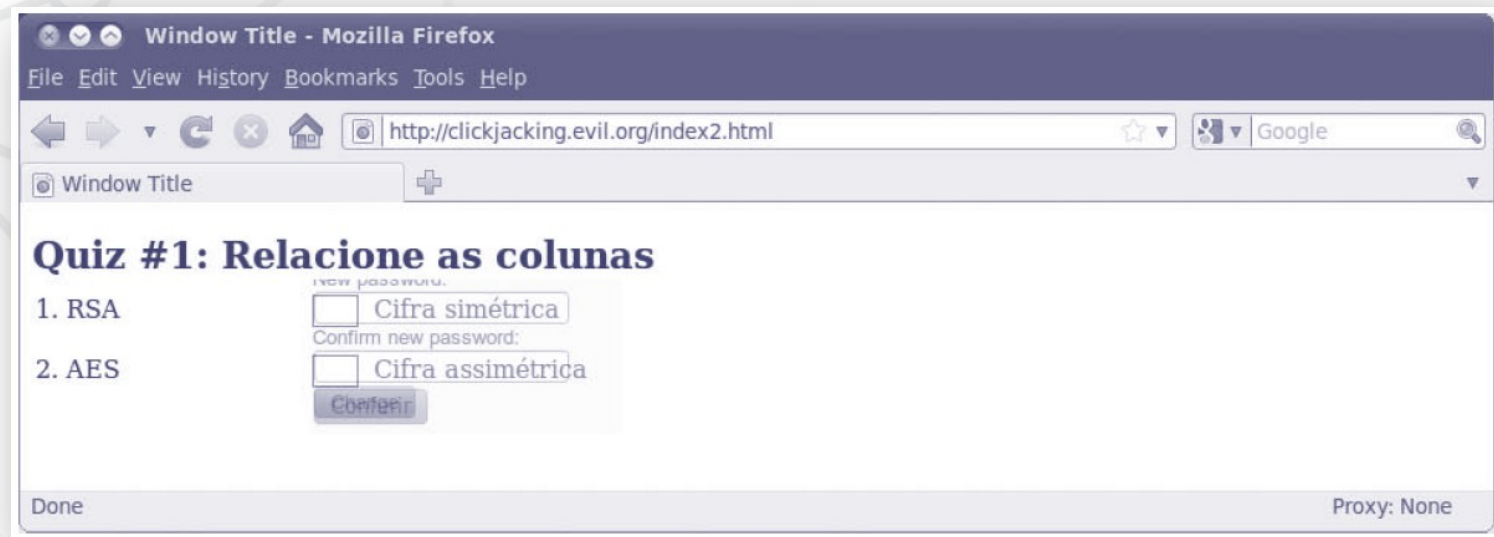 Window Title - Mozilla Firefox
File Edit View History Bookmarks Tools Help
http://clickjacking.evil.org/index2.html Google
Window Title
Quiz #1: Relacione as colunas
New password:
1. RSA Cifra simétrica
Confirm new password:
2. AES Cifra assimétrica
Done Proxy: None